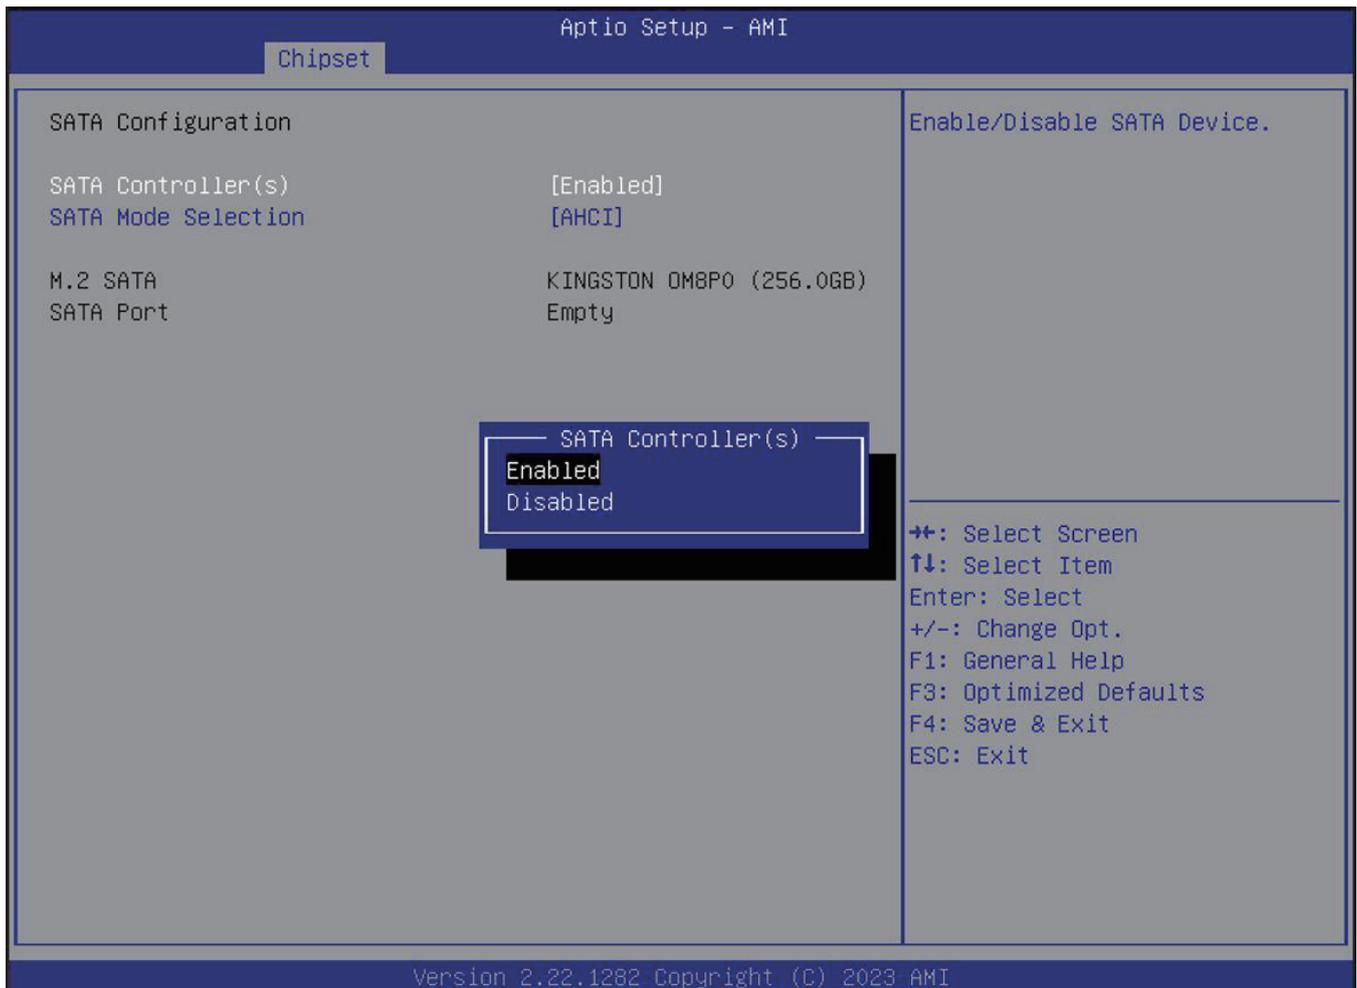 Aptio Setup – AMI
Chipset
SATA Configuration
SATA Controller(s) [Enabled]
SATA Mode Selection [AHCI]
M.2 SATA KINGSTON OM8P0 (256.0GB)
SATA Port Empty
SATA Controller(s)
Enabled
Disabled
Enable/Disable SATA Device.
→←: Select Screen
↑↓: Select Item
Enter: Select
+/-: Change Opt.
F1: General Help
F3: Optimized Defaults
F4: Save & Exit
ESC: Exit
Version 2.22.1282 Copyright (C) 2023 AMI